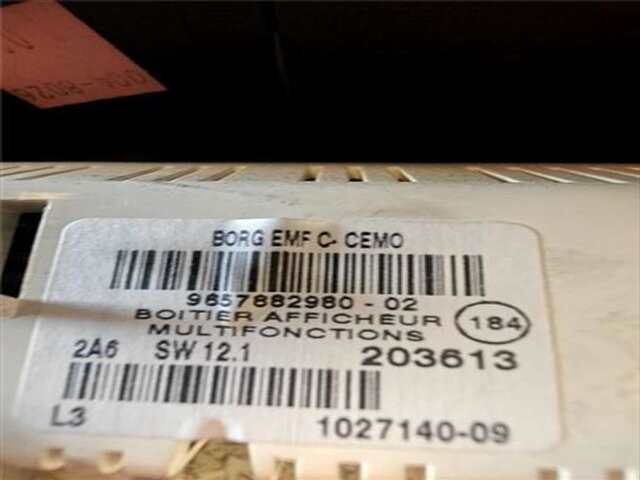 BORG EMF C- CEMO
9657882980 - 02
BOITIER AFFICHEUR
MULTIFONCTIONS
184
2A6 SW 12.1 203613
L3 1027140-09